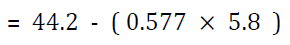 = 44.2 - ( 0.577 × 5.8 )